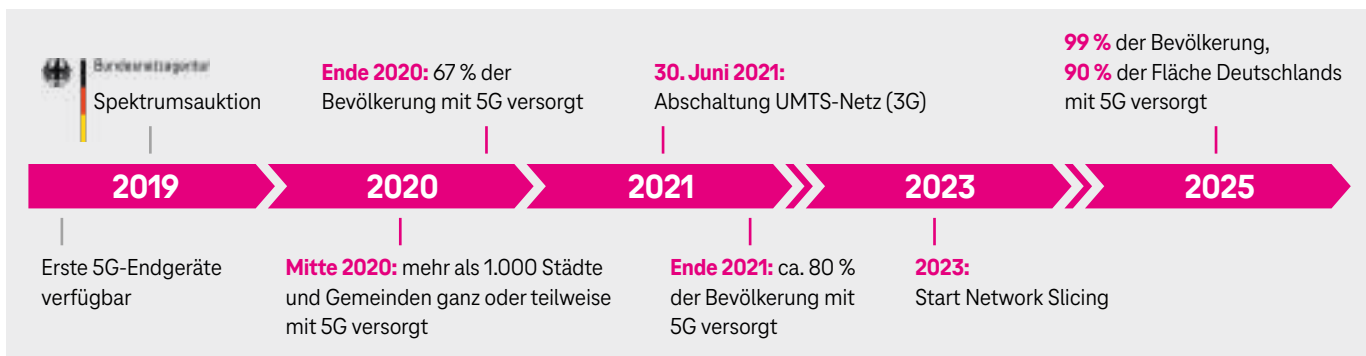 Bundesnetzagentur
Spektrumsauktion
Ende 2020: 67 % der
Bevölkerung mit 5G versorgt
30. Juni 2021:
Abschaltung UMTS-Netz (3G)
99 % der Bevölkerung,
90 % der Fläche Deutschlands
mit 5G versorgt
2019
2020
2021
2023
2025
Erste 5G-Endgeräte
verfügbar
Mitte 2020: mehr als 1.000 Städte
und Gemeinden ganz oder teilweise
mit 5G versorgt
Ende 2021: ca. 80 %
der Bevölkerung mit
5G versorgt
2023:
Start Network Slicing